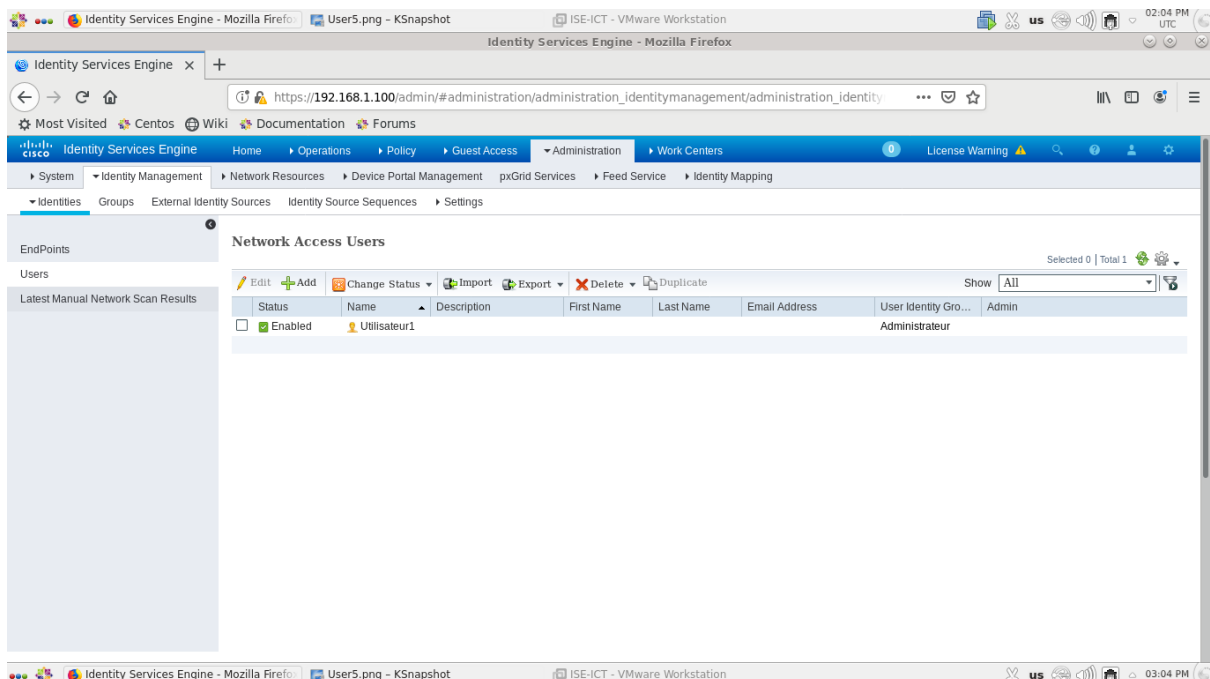 Identity Services Engine - Mozilla Firefo User5.png - KSnapshot ISE-ICT - VMware Workstation us 02:04 PM
UTC
Identity Services Engine - Mozilla Firefox
Identity Services Engine × +
https://192.168.1.100/admin/#administration/administration_identitymanagement/administration_identity
Most Visited Centos Wiki Documentation Forums
cisco Identity Services Engine Home Operations Policy Guest Access Administration Work Centers 0 License Warning
System Identity Management Network Resources Device Portal Management pxGrid Services Feed Service Identity Mapping
Identities Groups External Identity Sources Identity Source Sequences Settings
EndPoints
Users
Latest Manual Network Scan Results
Network Access Users
Selected 0 | Total 1
Edit Add Change Status Import Export Delete Duplicate Show All
Status Name Description First Name Last Name Email Address User Identity Gro... Admin
Enabled Utilisateur1 Administrateur
Identity Services Engine - Mozilla Firefo User5.png - KSnapshot ISE-ICT - VMware Workstation us 03:04 PM